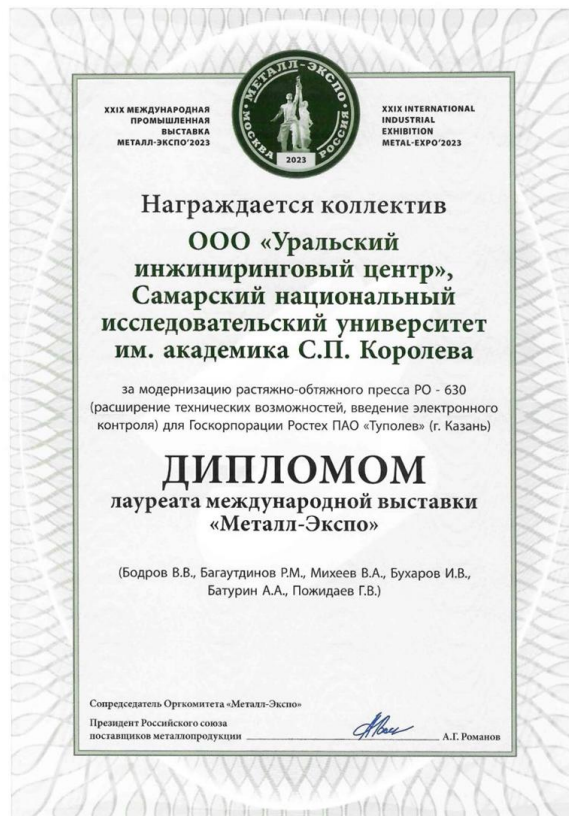 МЕТАЛЛ-ЭКСПО
МОСКВА РОССИЯ
2023
XXIX МЕЖДУНАРОДНАЯ
ПРОМЫШЛЕННАЯ
ВЫСТАВКА
МЕТАЛЛ-ЭКСПО'2023
XXIX INTERNATIONAL
INDUSTRIAL
EXHIBITION
METAL-EXPO'2023
Награждается коллектив
ООО «Уральский
инжиниринговый центр»,
Самарский национальный
исследовательский университет
им. академика С.П. Королева
за модернизацию растяжно-обтяжного пресса РО - 630
(расширение технических возможностей, введение электронного
контроля) для Госкорпорации Ростех ПАО «Туполев» (г. Казань)
ДИПЛОМОМ
лауреата международной выставки
«Металл-Экспо»
(Бодров В.В., Багаутдинов Р.М., Михеев В.А., Бухаров И.В.,
Батурин А.А., Пожидаев Г.В.)
Сопредседатель Оргкомитета «Металл-Экспо»
Президент Российского союза
поставщиков металлопродукции А.Г. Романов